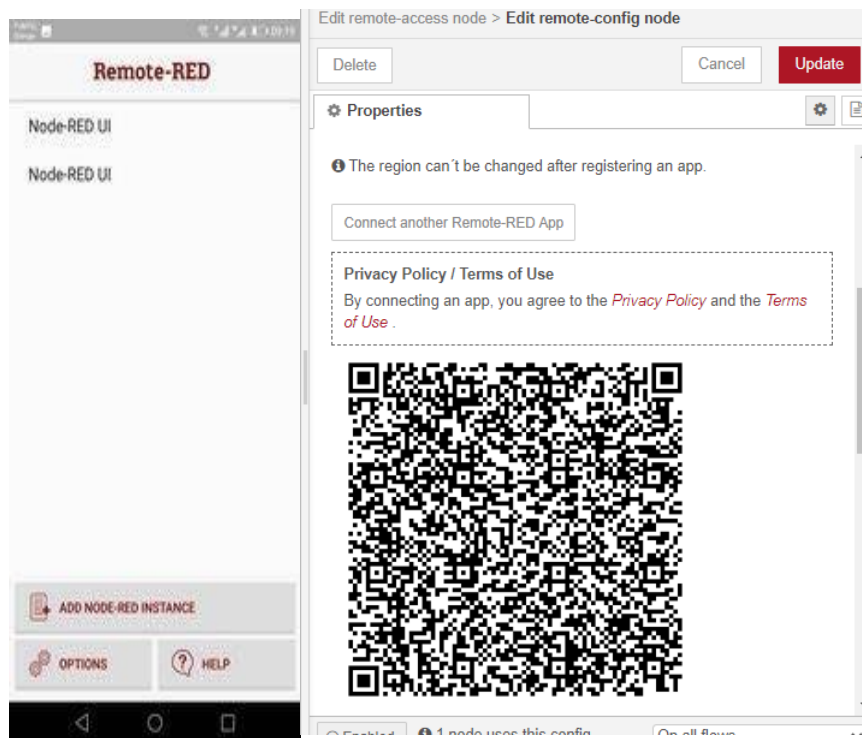 Remote-RED
Node-RED UI
Node-RED UI
ADD NODE-RED INSTANCE
OPTIONS
HELP
Edit remote-access node > Edit remote-config node
Delete
Cancel
Update
Properties
The region can´t be changed after registering an app.
Connect another Remote-RED App
Privacy Policy / Terms of Use
By connecting an app, you agree to the Privacy Policy and the Terms
of Use .
Enabled
1 node uses this config
On all flows